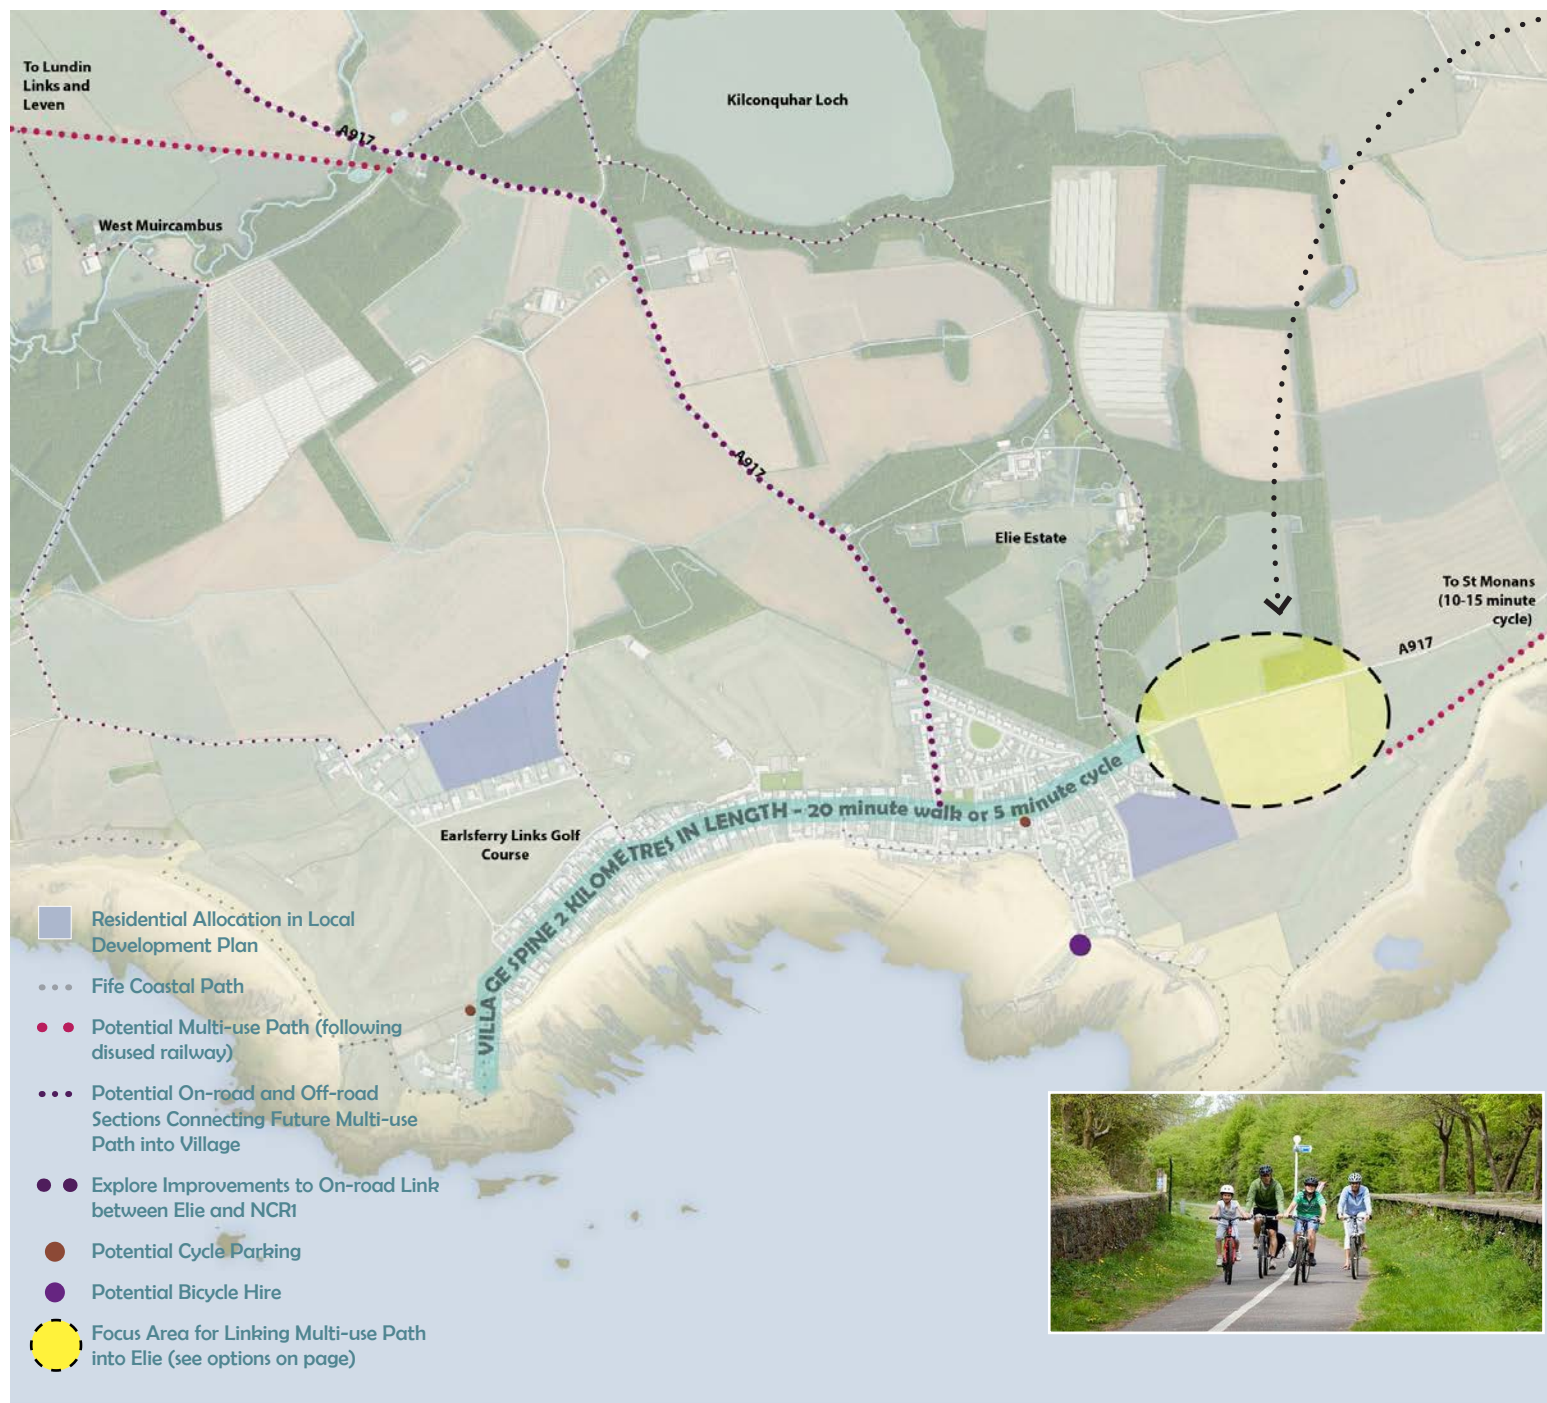 To Lundin
Links and
Leven
A917
Kilconquhar Loch
West Muircambus
A917
Elie Estate
To St Monans
(10-15 minute
cycle)
A917
Earlsferry Links Golf
Course
VILLAGE SPINE 2 KILOMETRES IN LENGTH - 20 minute walk or 5 minute cycle
Residential Allocation in Local
Development Plan
Fife Coastal Path
Potential Multi-use Path (following
disused railway)
Potential On-road and Off-road
Sections Connecting Future Multi-use
Path into Village
Explore Improvements to On-road Link
between Elie and NCR1
Potential Cycle Parking
Potential Bicycle Hire
Focus Area for Linking Multi-use Path
into Elie (see options on page)